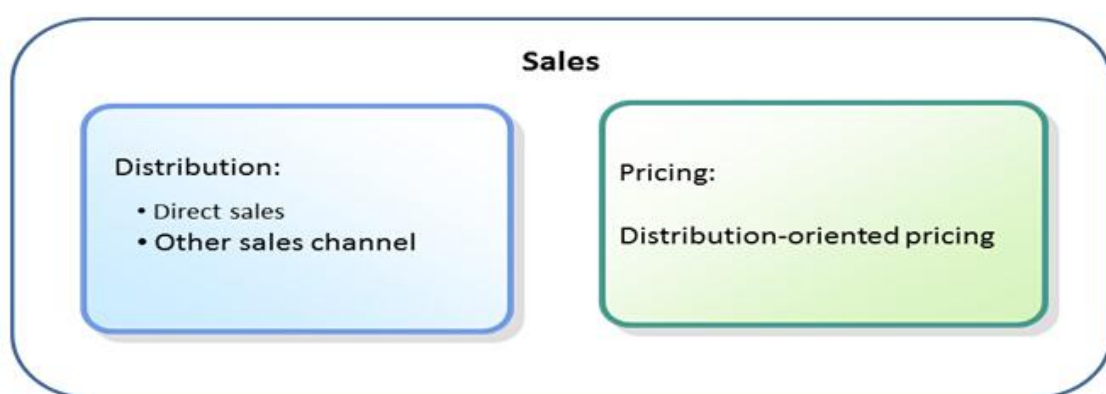 Sales
Distribution:
• Direct sales
• Other sales channel
Pricing:
Distribution-oriented pricing